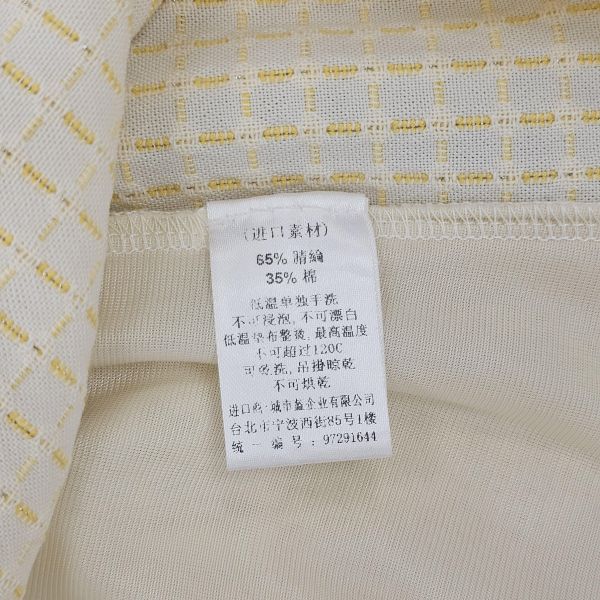 (进口素材)
65% 腈綸
35% 棉
低温单独手洗
不可浸泡,不可漂白
低温垫布整烫,最高温度
不可超过120C
可乾洗,吊掛晾乾
不可烘乾
进口商:城市益企业有限公司
台北市宁波西街85号1楼
统一编号:97291644